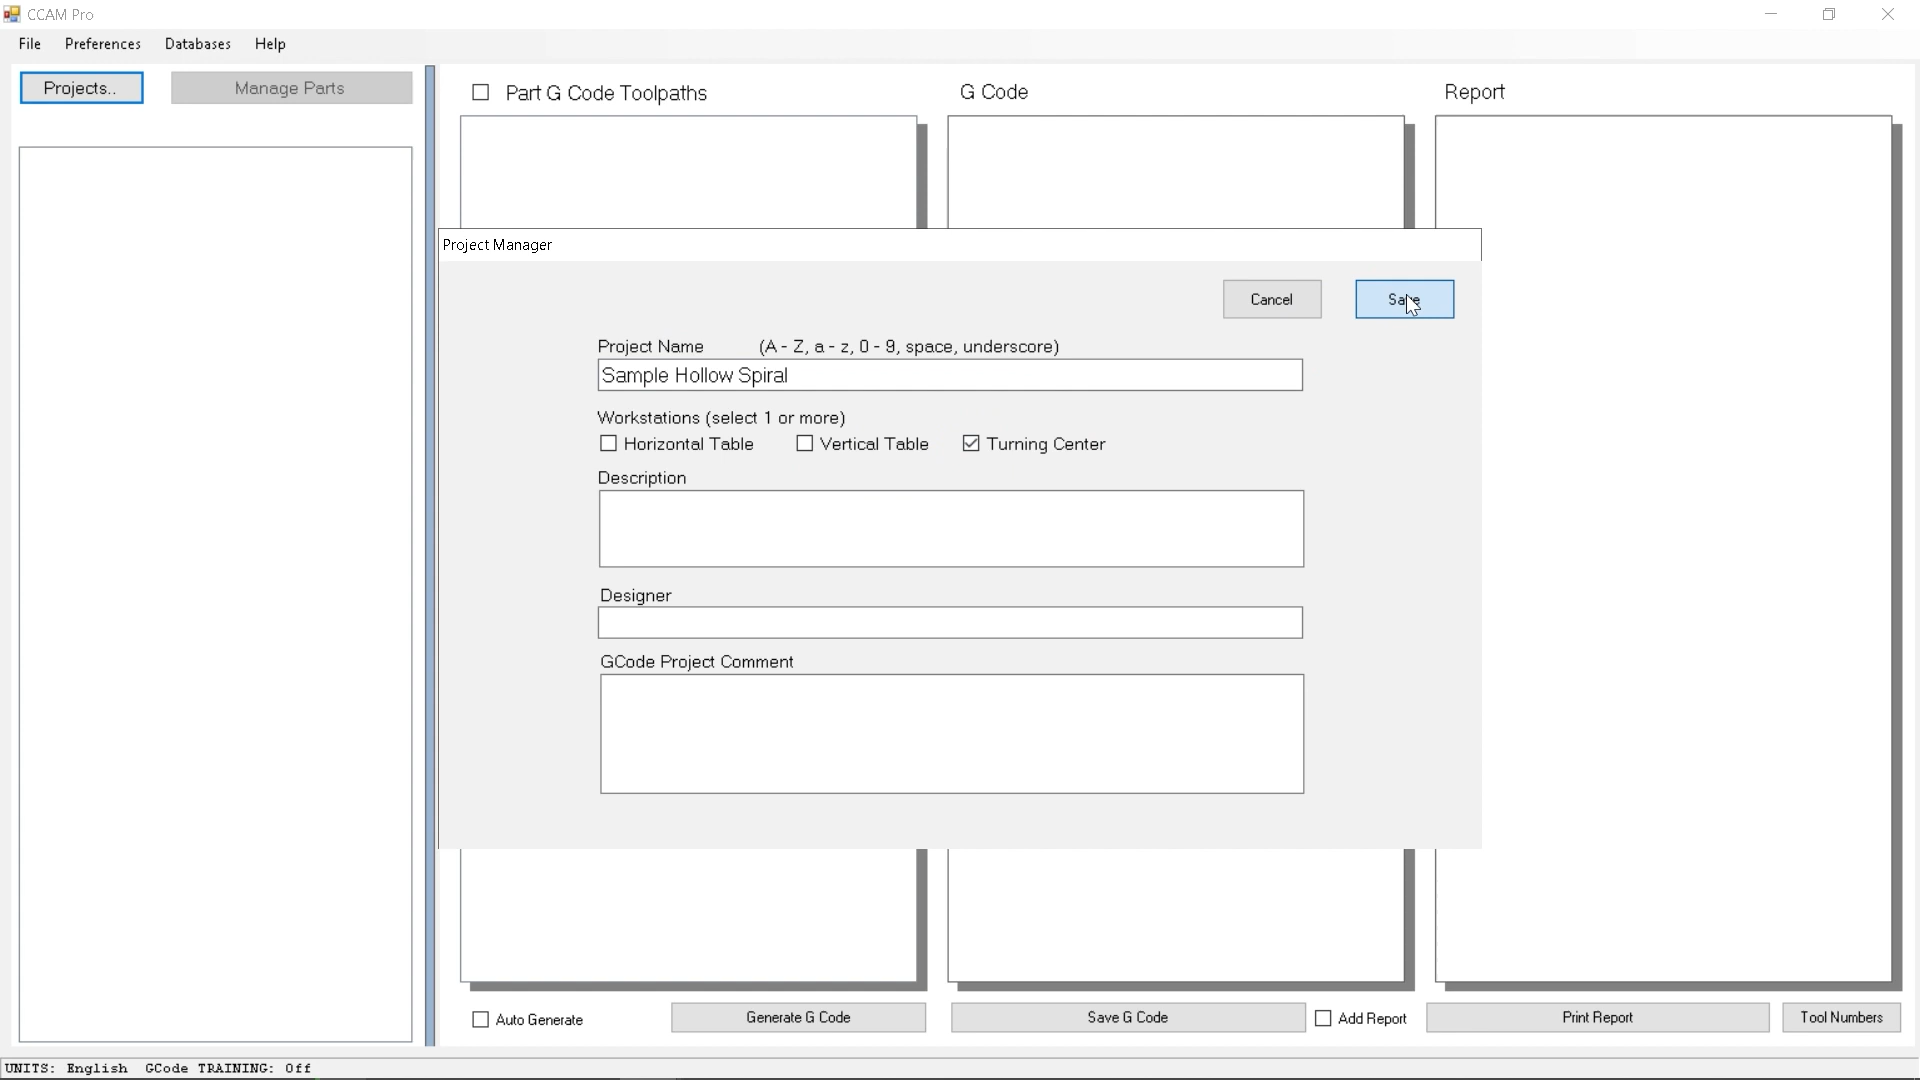 CCAM Pro
File Preferences Databases Help
Projects.. Manage Parts
Part G Code Toolpaths G Code Report
Project Manager
Cancel Save
Project Name (A - Z, a - z, 0 - 9, space, underscore)
Sample Hollow Spiral
Workstations (select 1 or more)
Horizontal Table Vertical Table Turning Center
Description
Designer
GCode Project Comment
Auto Generate Generate G Code Save G Code Add Report Print Report Tool Numbers
UNITS: English GCode TRAINING: Off